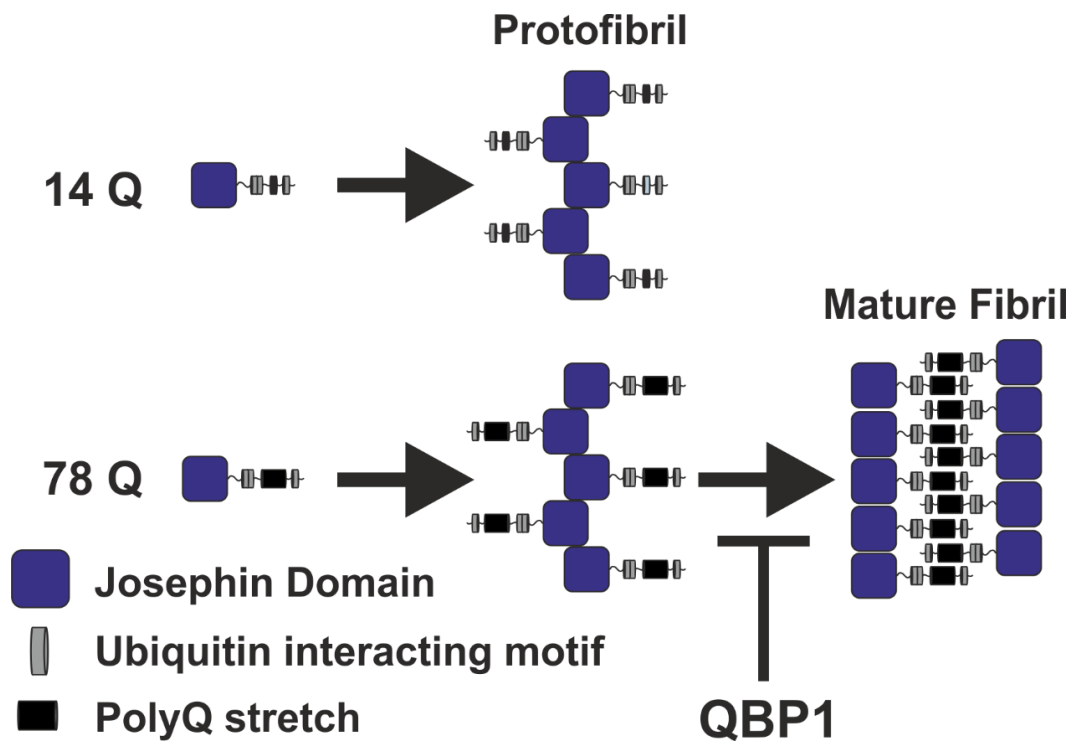 Protofibril
14 Q
Mature Fibril
78 Q
Josephin Domain
Ubiquitin interacting motif
PolyQ stretch
QBP1